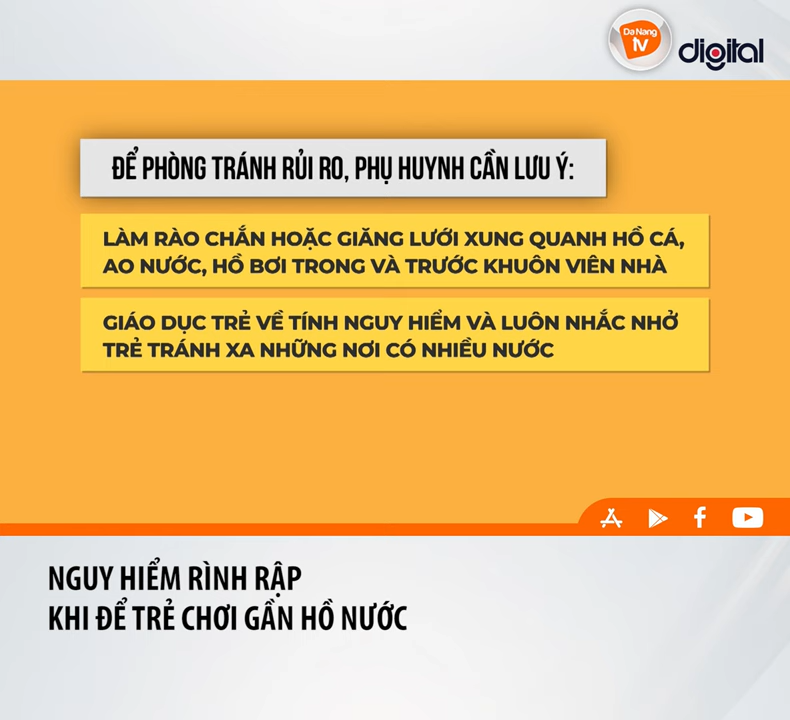 Da Nang
tv
digital
ĐỂ PHÒNG TRÁNH RỦI RO, PHỤ HUYNH CẦN LƯU Ý:
LÀM RÀO CHẮN HOẶC GIĂNG LƯỚI XUNG QUANH HỒ CÁ,
AO NƯỚC, HỒ BƠI TRONG VÀ TRƯỚC KHUÔN VIÊN NHÀ
GIÁO DỤC TRẺ VỀ TÍNH NGUY HIỂM VÀ LUÔN NHẮC NHỞ
TRẺ TRÁNH XA NHỮNG NƠI CÓ NHIỀU NƯỚC
NGUY HIỂM RÌNH RẬP
KHI ĐỂ TRẺ CHƠI GẦN HỒ NƯỚC